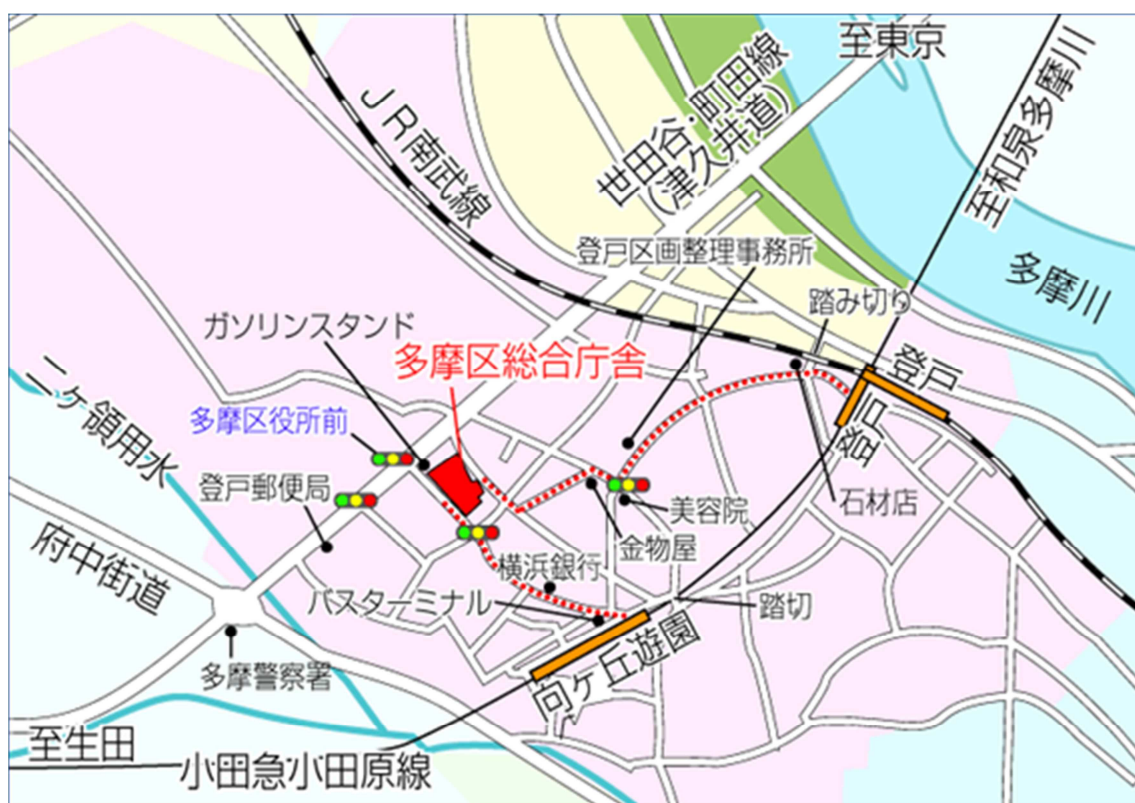 至東京
JR南武線
世田谷・町田線
(津久井道)
至和泉多摩川
登戸区画整理事務所
多摩川
踏み切り
ガソリンスタンド
多摩区総合庁舎
登戸
二ヶ領用水
多摩区役所前
登戸
登戸郵便局
美容院
石材店
府中街道
金物屋
横浜銀行
バスターミナル
踏切
多摩警察署
向ヶ丘遊園
至生田
小田急小田原線